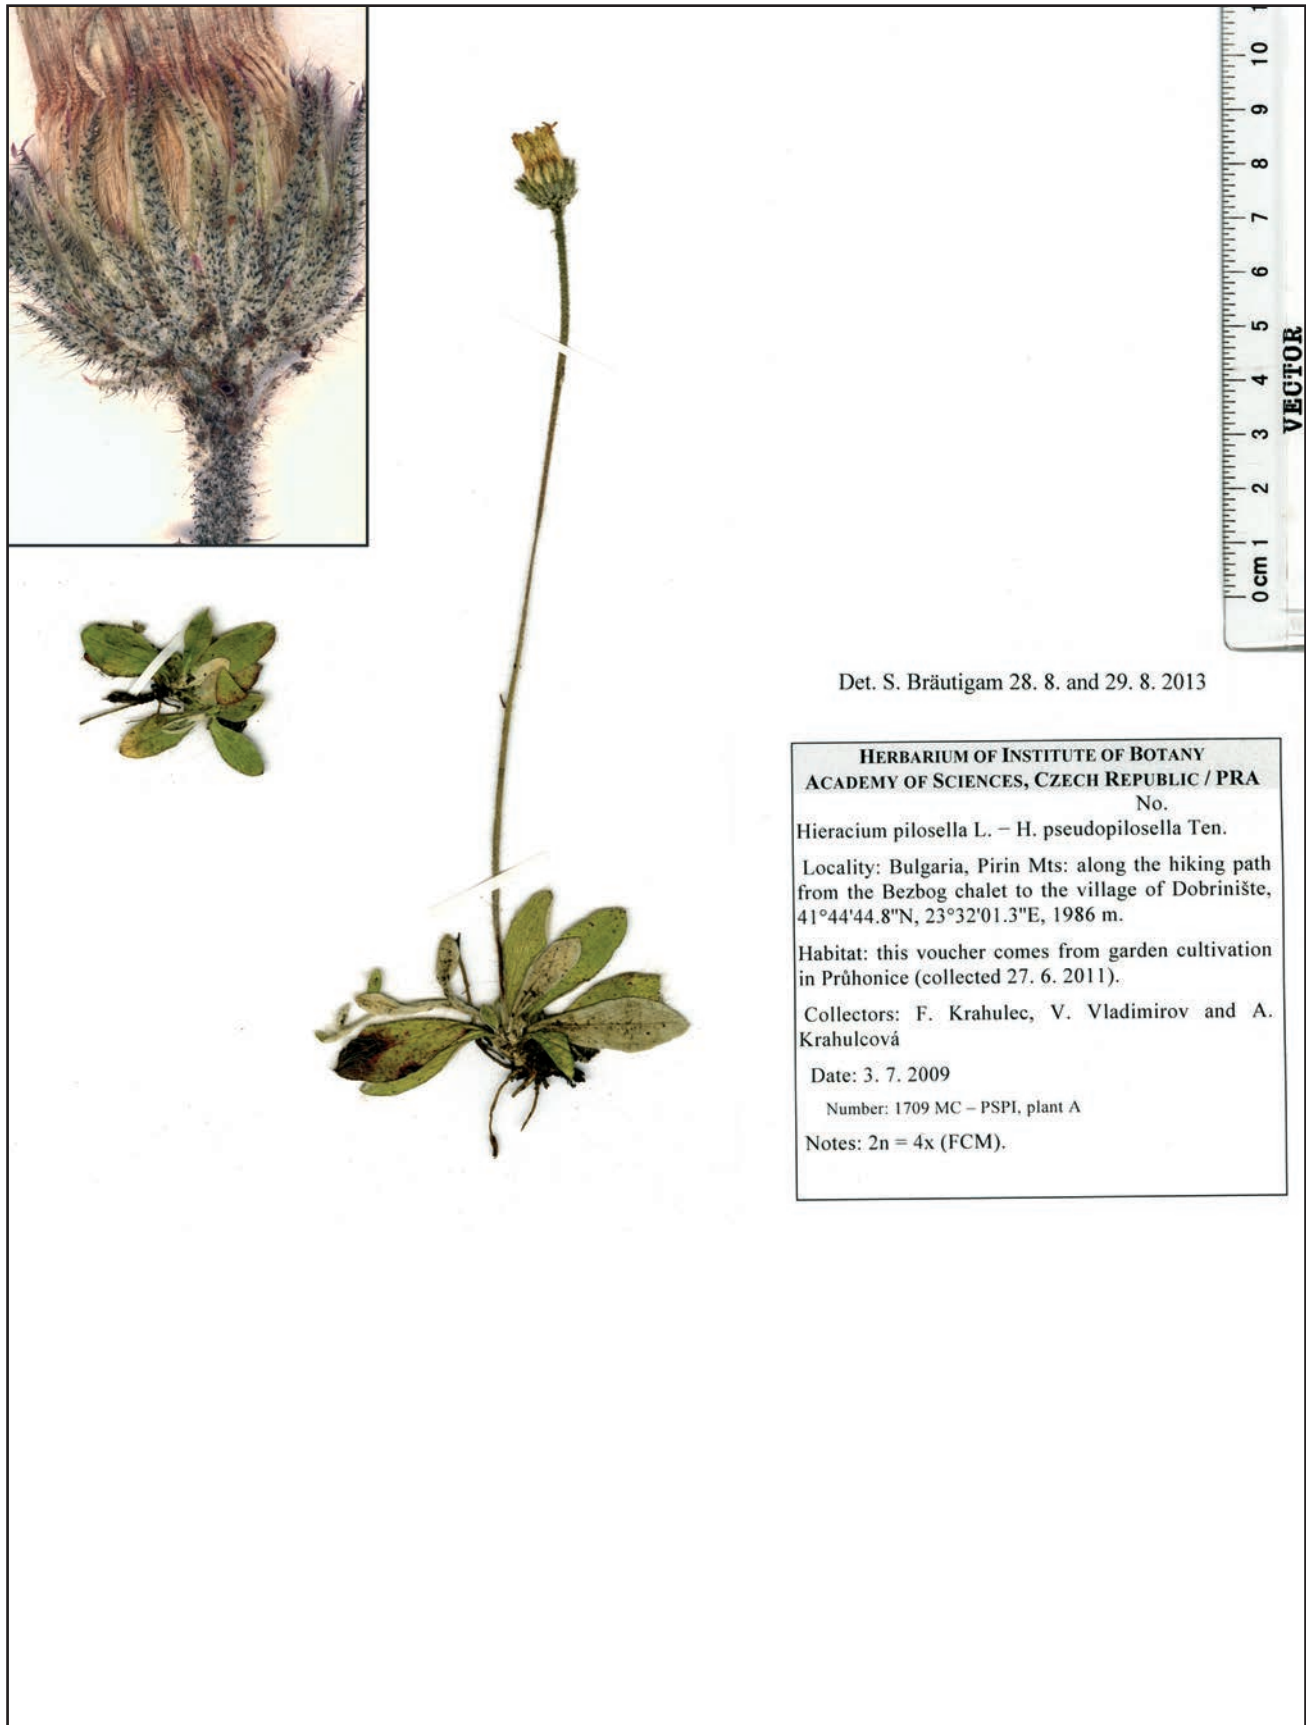 10
9
8
7
6
5
4
3
2
1
0cm
VECTOR
Det. S. Bräutigam 28. 8. and 29. 8. 2013
HERBARIUM OF INSTITUTE OF BOTANY
ACADEMY OF SCIENCES, CZECH REPUBLIC / PRA
No.
Hieracium pilosella L. − H. pseudopilosella Ten.
Locality: Bulgaria, Pirin Mts: along the hiking path
from the Bezbog chalet to the village of Dobrinište,
41°44'44.8"N, 23°32'01.3"E, 1986 m.
Habitat: this voucher comes from garden cultivation
in Průhonice (collected 27. 6. 2011).
Collectors: F. Krahulec, V. Vladimirov and A.
Krahulcová
Date: 3. 7. 2009
Number: 1709 MC – PSPI, plant A
Notes: 2n = 4x (FCM).